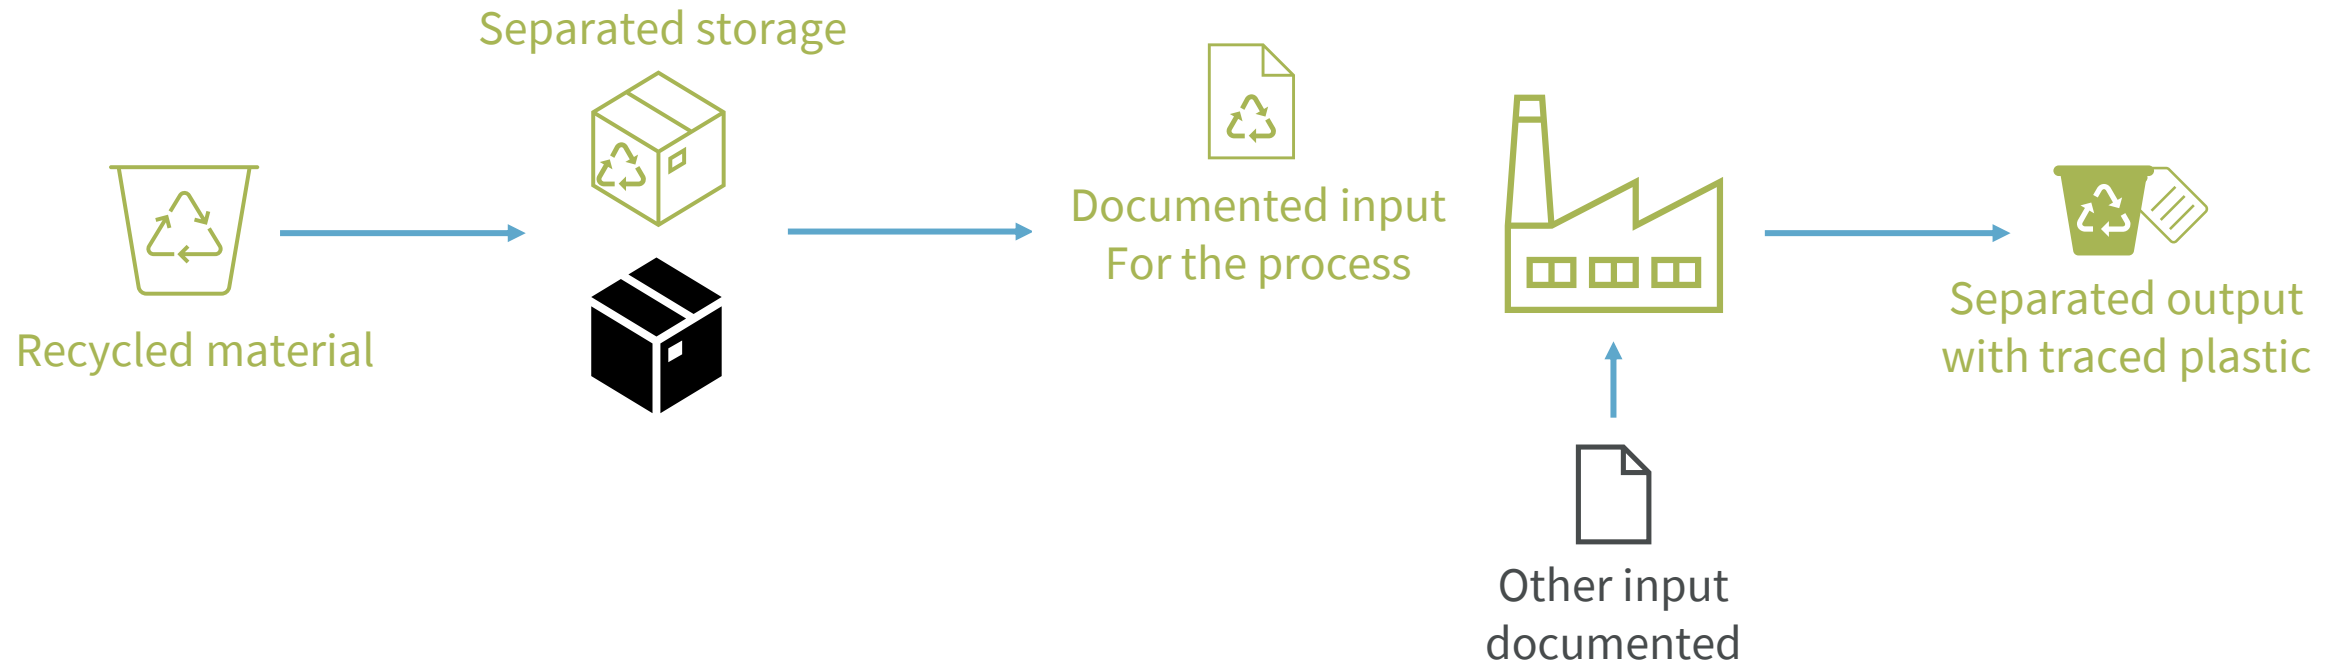 Separated storage
Recycled material
Documented input
For the process
Other input
documented
Separated output
with traced plastic